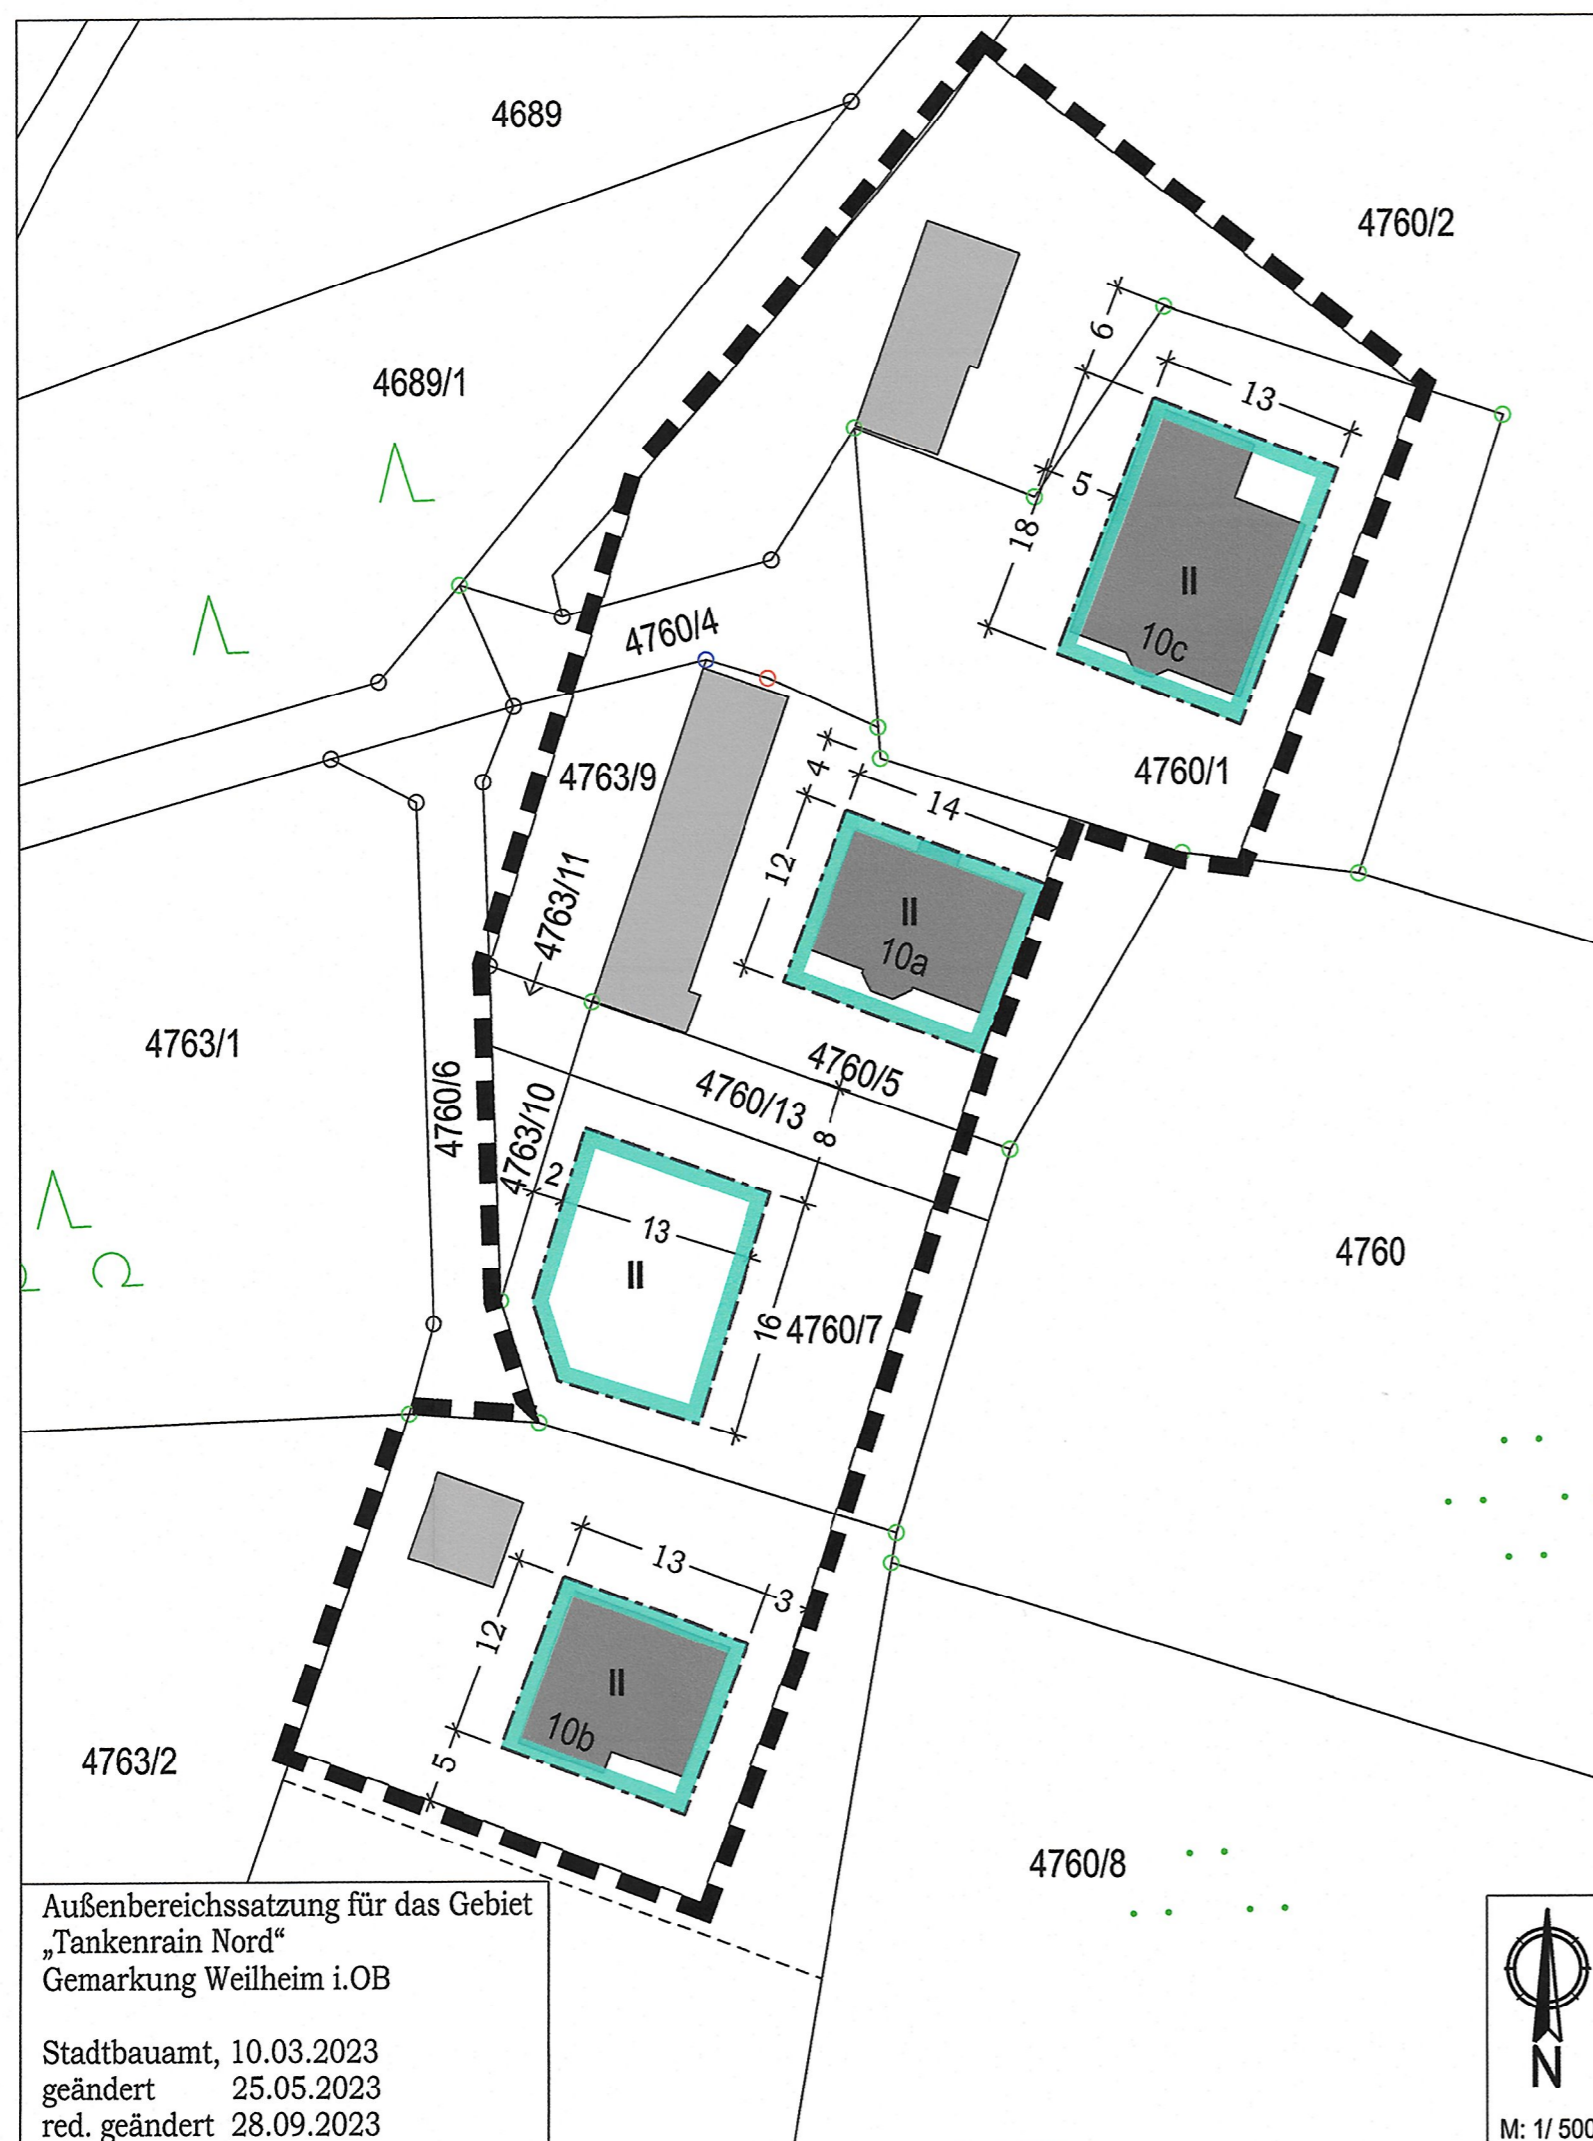 4689
4760/2
4689/1
6
13
5
18
II
10c
4760/4
4763/9
4760/1
4
14
12
4763/11
II
10a
4763/1
4760/5
4760/6
4760/13
8
4763/10
2
13
4760
II
16
4760/7
13
3
12
II
10b
5
4763/2
4760/8
Außenbereichssatzung für das Gebiet
„Tankenrain Nord“
Gemarkung Weilheim i.OB
Stadtbauamt, 10.03.2023
geändert 25.05.2023
red. geändert 28.09.2023
N
M: 1/ 500